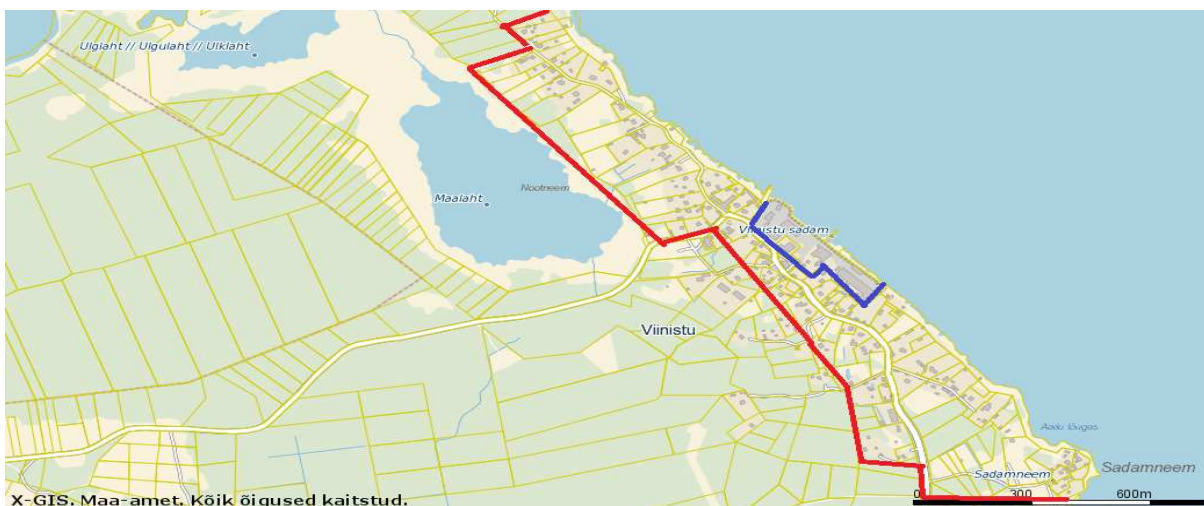 Ulglaht // Ulgulaht // Ulklaht
Nootneem
Maalaht
Viinistu sadam
Viinistu
Aadu lõugas
Sadamneem
Sadamneem
X-GIS. Maa-amet. Kõik õigused kaitstud.
0 300 600m